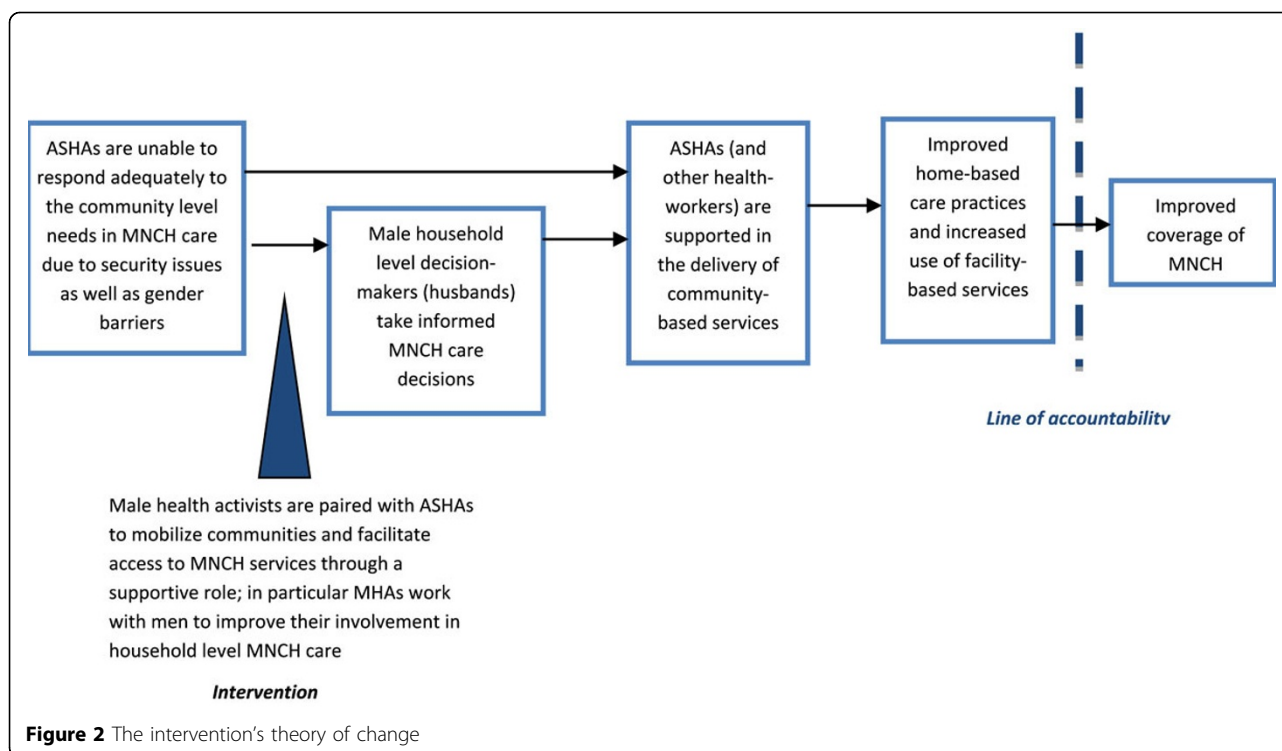 ASHAs are unable to
respond adequately to
the community level
needs in MNCH care
due to security issues
as well as gender
barriers
Male household
level decision-
makers (husbands)
take informed
MNCH care
decisions
ASHAs (and
other health-
workers) are
supported in
the delivery of
community-
based services
Improved
home-based
care practices
and increased
use of facility-
based services
Improved
coverage of
MNCH
Line of accountability
Male health activists are paired with ASHAs
to mobilize communities and facilitate
access to MNCH services through a
supportive role; in particular MHAs work
with men to improve their involvement in
household level MNCH care
Intervention
Figure 2 The intervention's theory of change